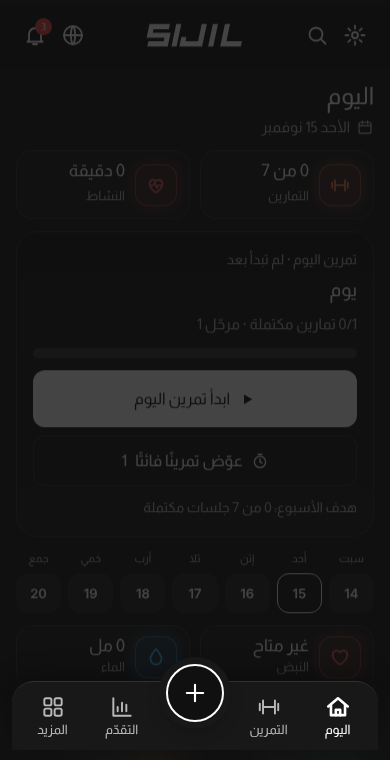 1
SIJIL
اليوم
الأحد 15 نوفمبر
0 من 7
التمارين
0 دقيقة
النشاط
تمرين اليوم · لم تبدأ بعد
يوم
0/1 تمارين مكتملة · مرحّل 1
ابدأ تمرين اليوم
عوّض تمرينًا فائتًا 1
هدف الأسبوع: 0 من 7 جلسات مكتملة
سبت أحد إثن ثلا أرب خمي جمع
14 15 16 17 18 19 20
غير متاح
النبض
0 مل
الماء
اليوم
التمرين
التقدّم
المزيد